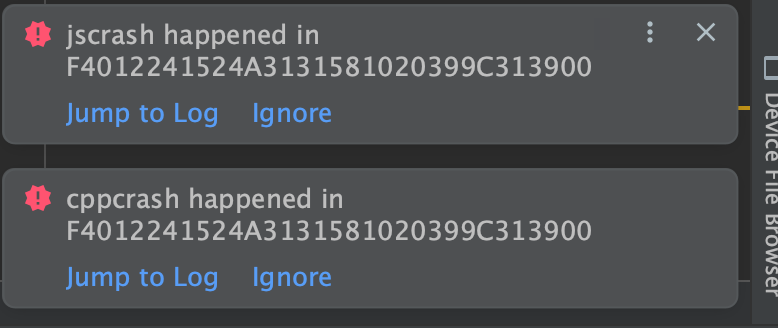 jscrash happened in
F4012241524A3131581020399C313900
Jump to Log Ignore
cppcrash happened in
F4012241524A3131581020399C313900
Jump to Log Ignore
Device File Browser